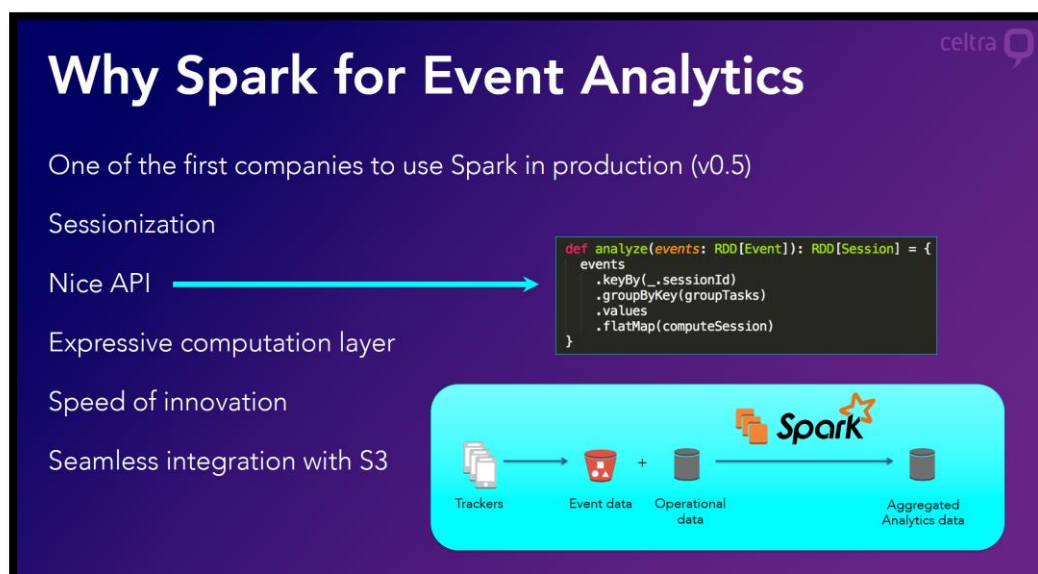 celtra
Why Spark for Event Analytics
One of the first companies to use Spark in production (v0.5)
Sessionization
Nice API
Expressive computation layer
Speed of innovation
Seamless integration with S3
def analyze(events: RDD[Event]): RDD[Session] = {
events
.keyBy(_.sessionId)
.groupByKey(groupTasks)
.values
.flatMap(computeSession)
}
Spark
Trackers
Event data
+
Operational
data
Aggregated
Analytics data